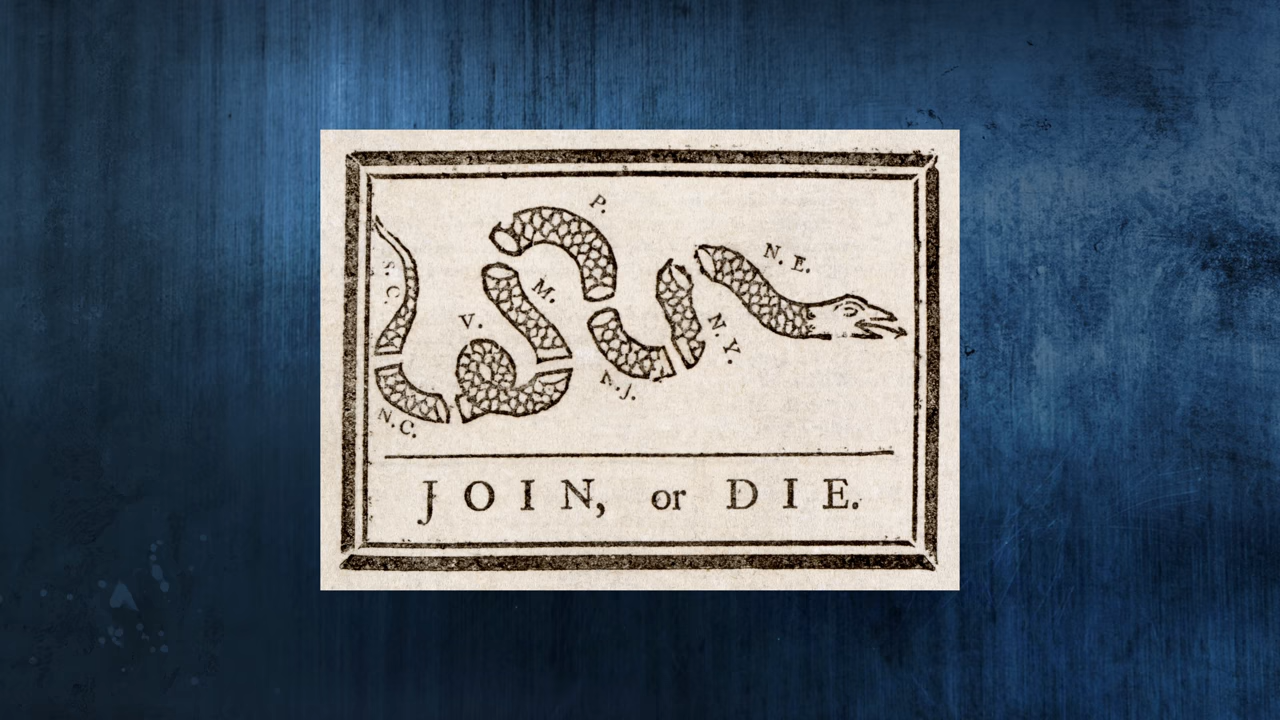 P.
N. E.
S. C.
M.
V.
N. Y.
N. J.
N. C.
JOIN, or DIE.